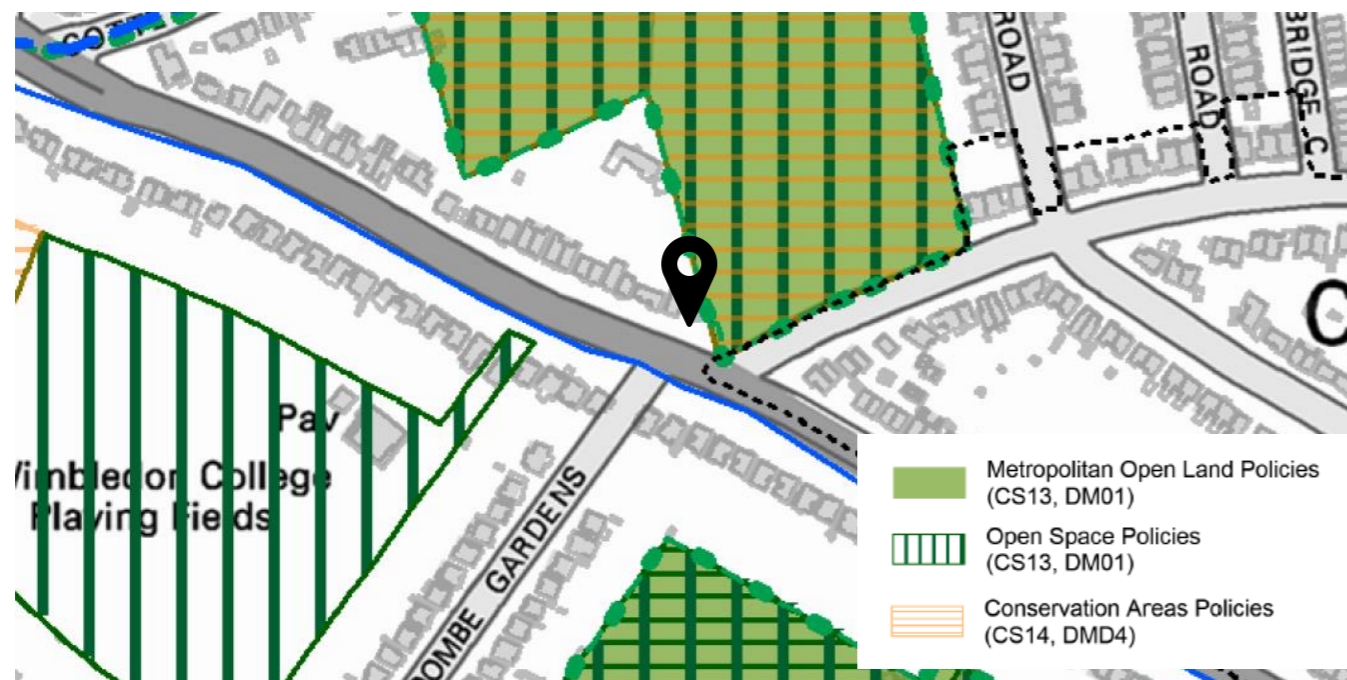 ROAD
ROAD
BRIDGE C
C
Pav
Wimbledon College
Playing Fields
OMBE GARDENS
Metropolitan Open Land Policies
(CS13, DM01)
Open Space Policies
(CS13, DM01)
Conservation Areas Policies
(CS14, DMD4)